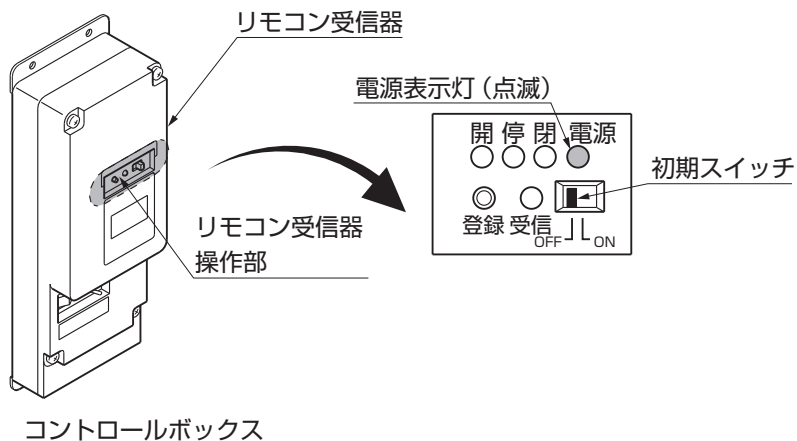 リモコン受信器
電源表示灯（点滅）
開 停 閉 電源
初期スイッチ
登録 受信
OFF ON
リモコン受信器
操作部
コントロールボックス